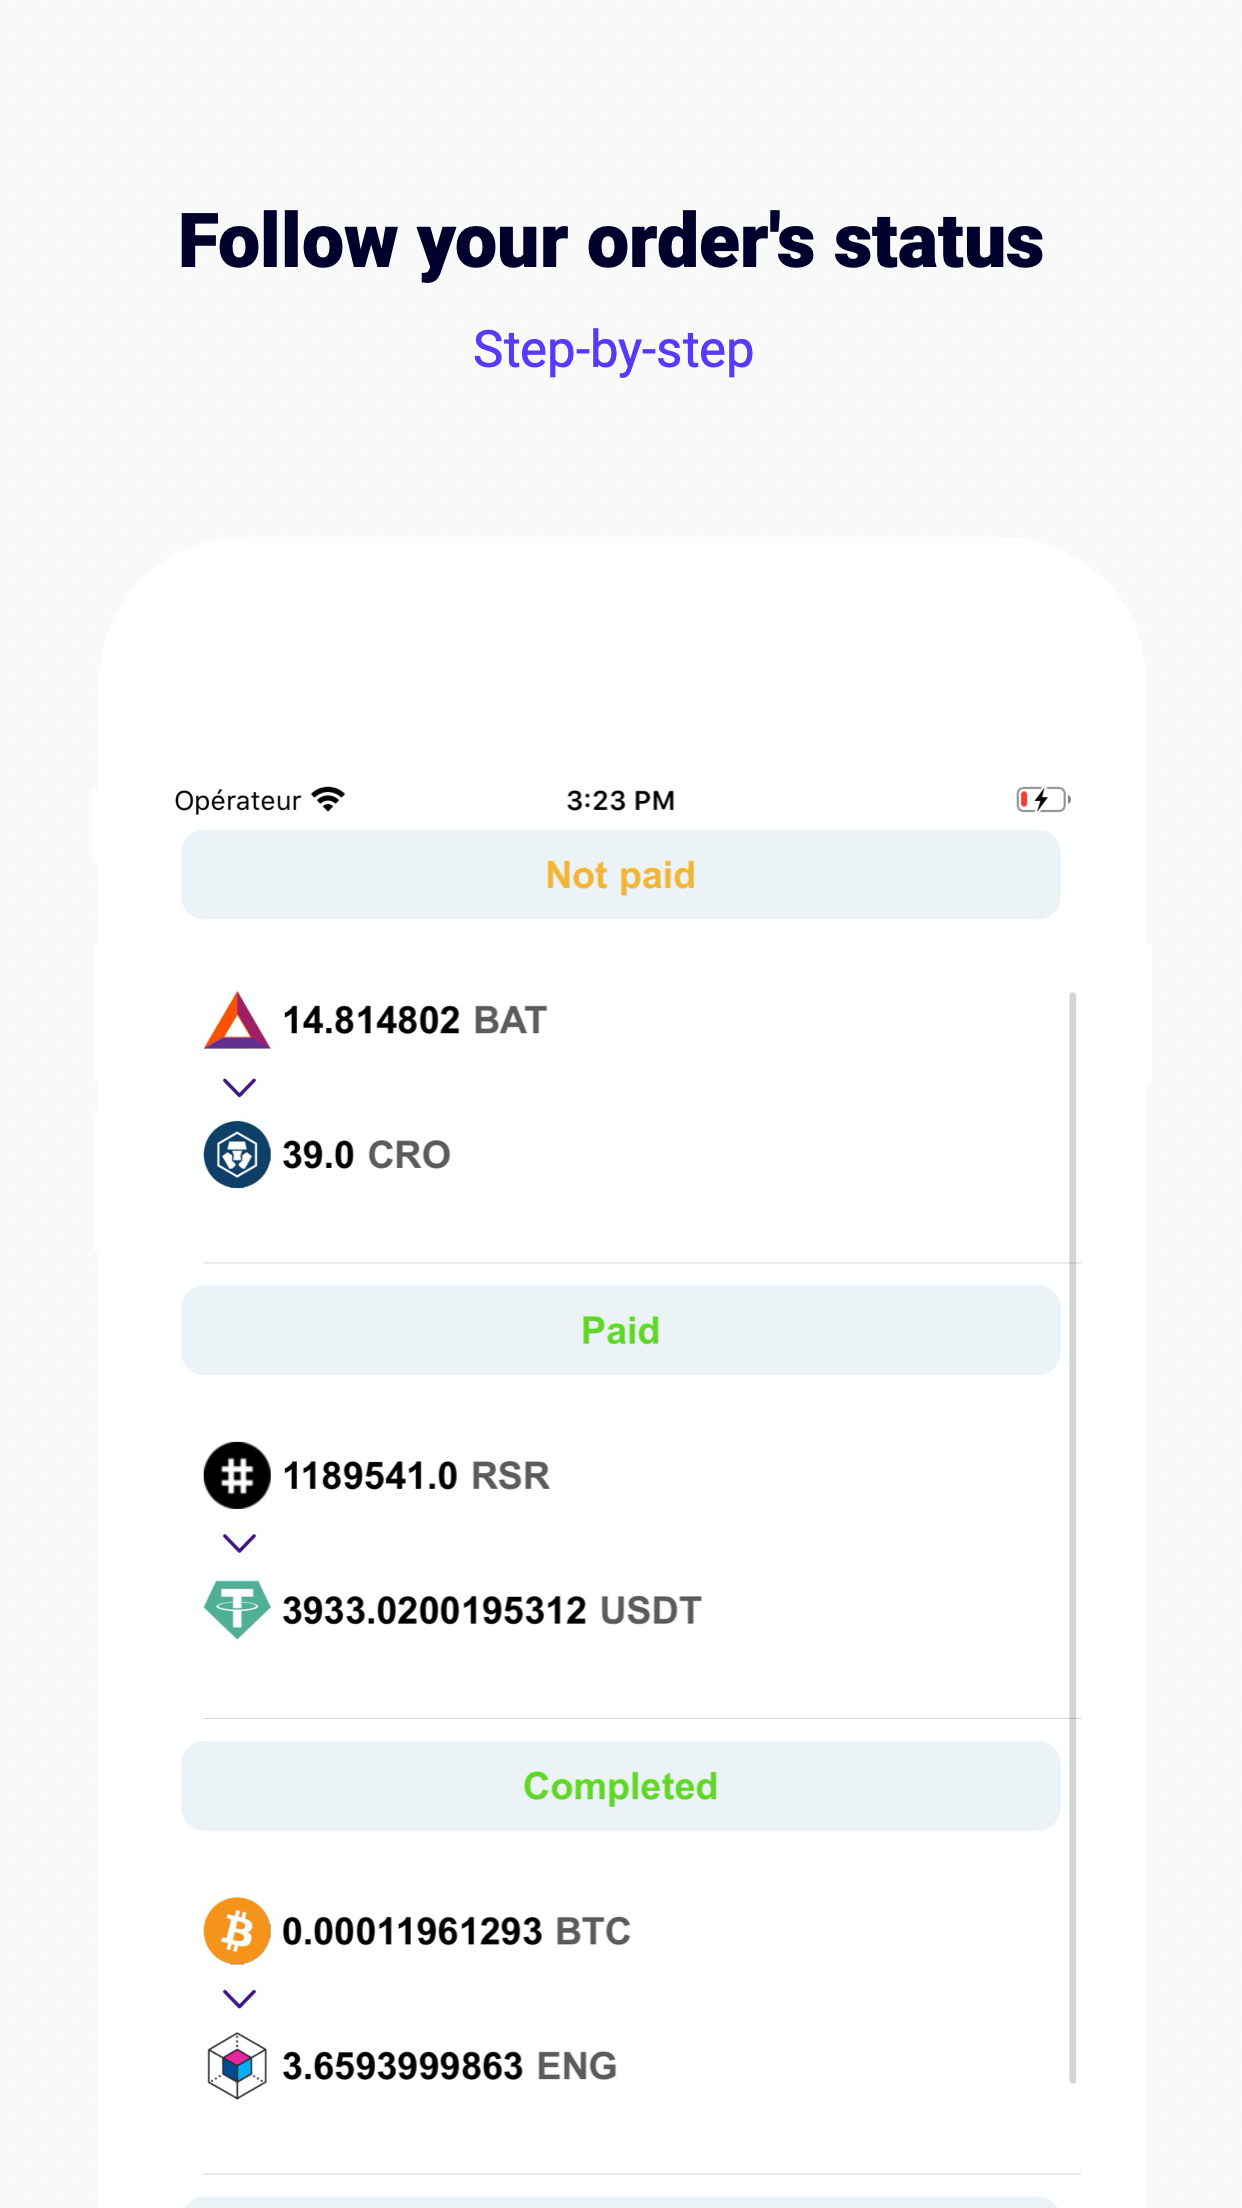 Follow your order's status
Step-by-step
Opérateur 3:23 PM
Not paid
14.814802 BAT
39.0 CRO
Paid
1189541.0 RSR
3933.0200195312 USDT
Completed
0.00011961293 BTC
3.6593999863 ENG